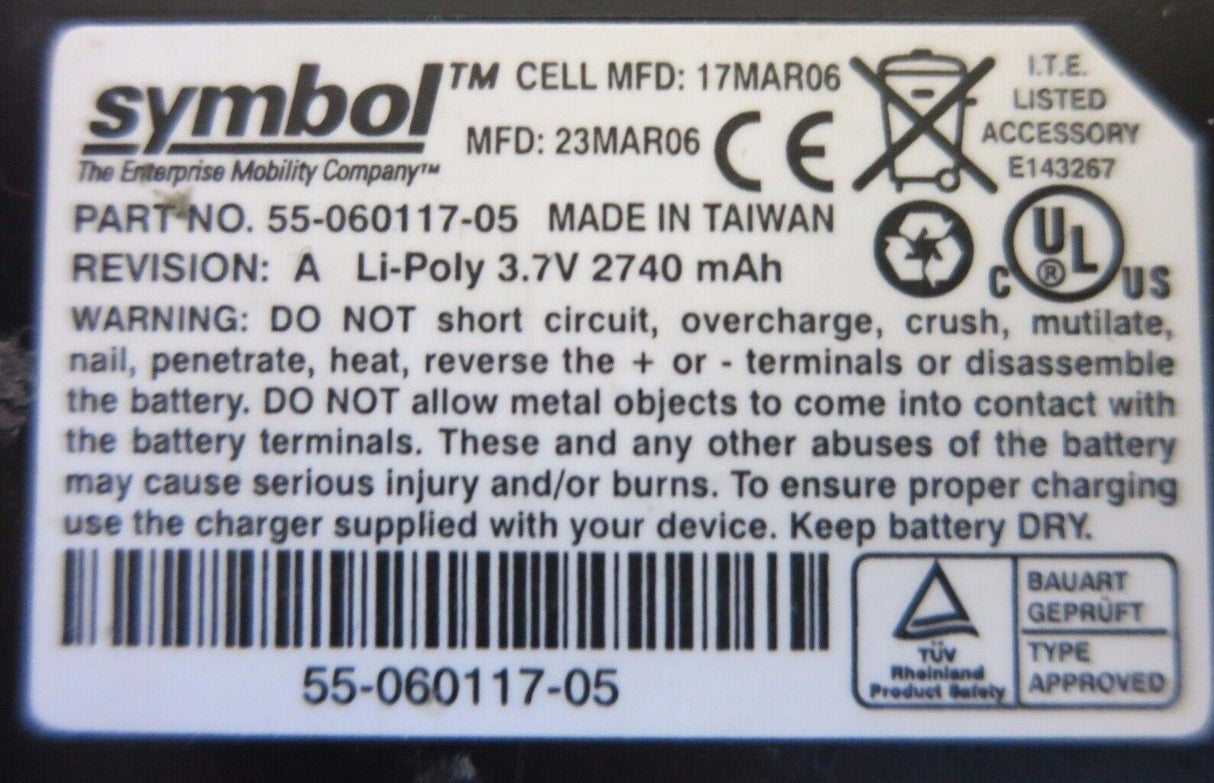 symbol™ CELL MFD: 17MAR06
MFD: 23MAR06
The Enterprise Mobility Company™
CE
I.T.E.
LISTED
ACCESSORY
E143267
PART NO. 55-060117-05 MADE IN TAIWAN
REVISION: A Li-Poly 3.7V 2740 mAh
C UL® US
WARNING: DO NOT short circuit, overcharge, crush, mutilate,
nail, penetrate, heat, reverse the + or - terminals or disassemble
the battery. DO NOT allow metal objects to come into contact with
the battery terminals. These and any other abuses of the battery
may cause serious injury and/or burns. To ensure proper charging
use the charger supplied with your device. Keep battery DRY.
55-060117-05
TÜV
Rheinland
Product Safety
BAUART
GEPRÜFT
TYPE
APPROVED